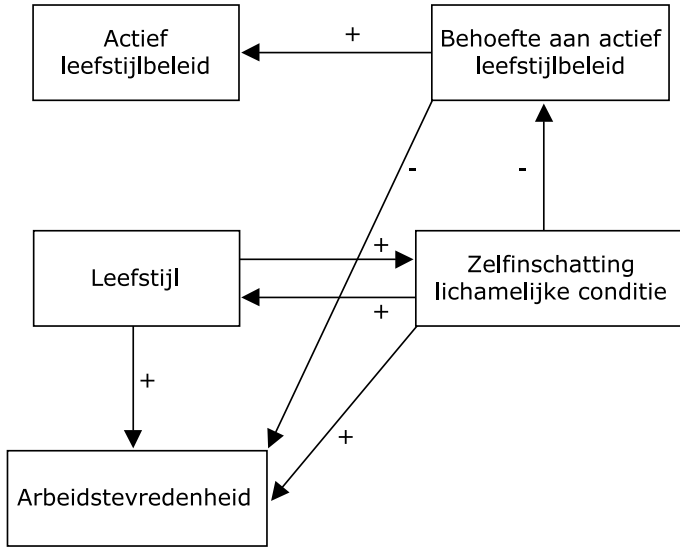 Actief
leefstijlbeleid
+
Behoefte aan actief
leefstijlbeleid
-
-
Leefstijl
+
+
Zelfinschatting
lichamelijke conditie
+
+
Arbeidstevredenheid